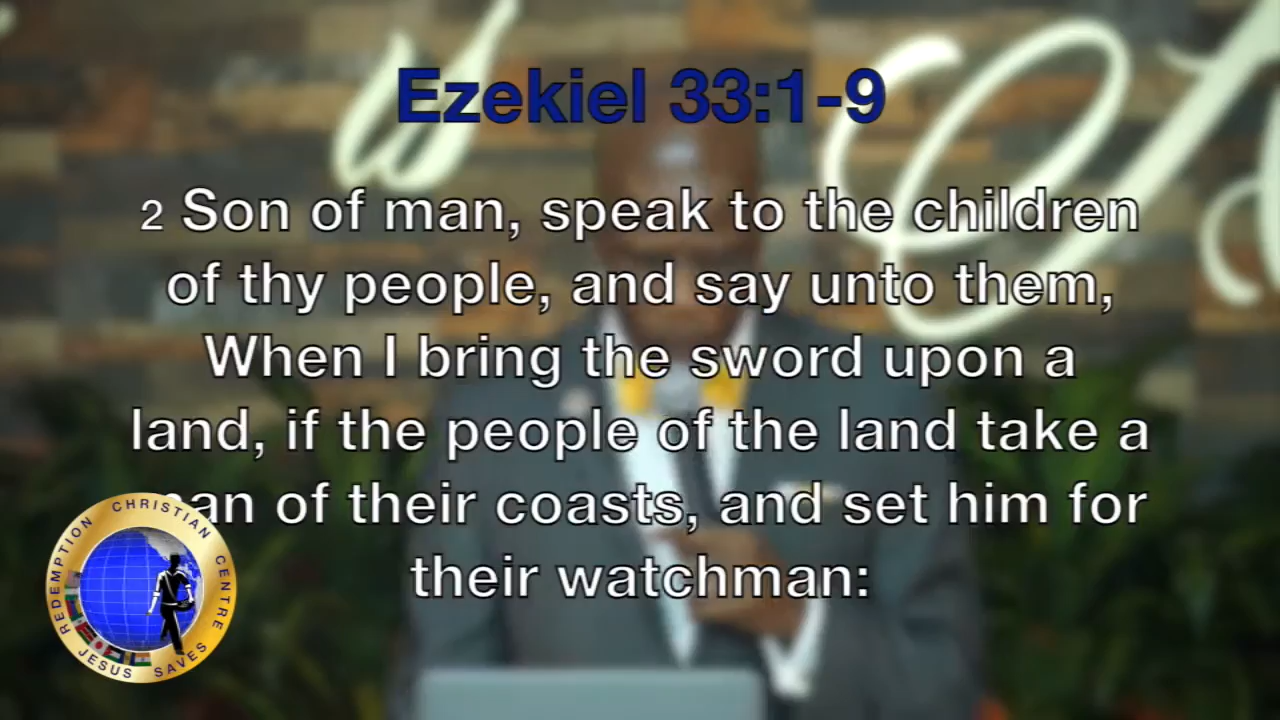 Ezekiel 33:1-9
2 Son of man, speak to the children
of thy people, and say unto them,
When I bring the sword upon a
land, if the people of the land take a
of their coasts, and set him for
their watchman:
REDEMPTION CHRISTIAN CENTRE
JESUS SAVES